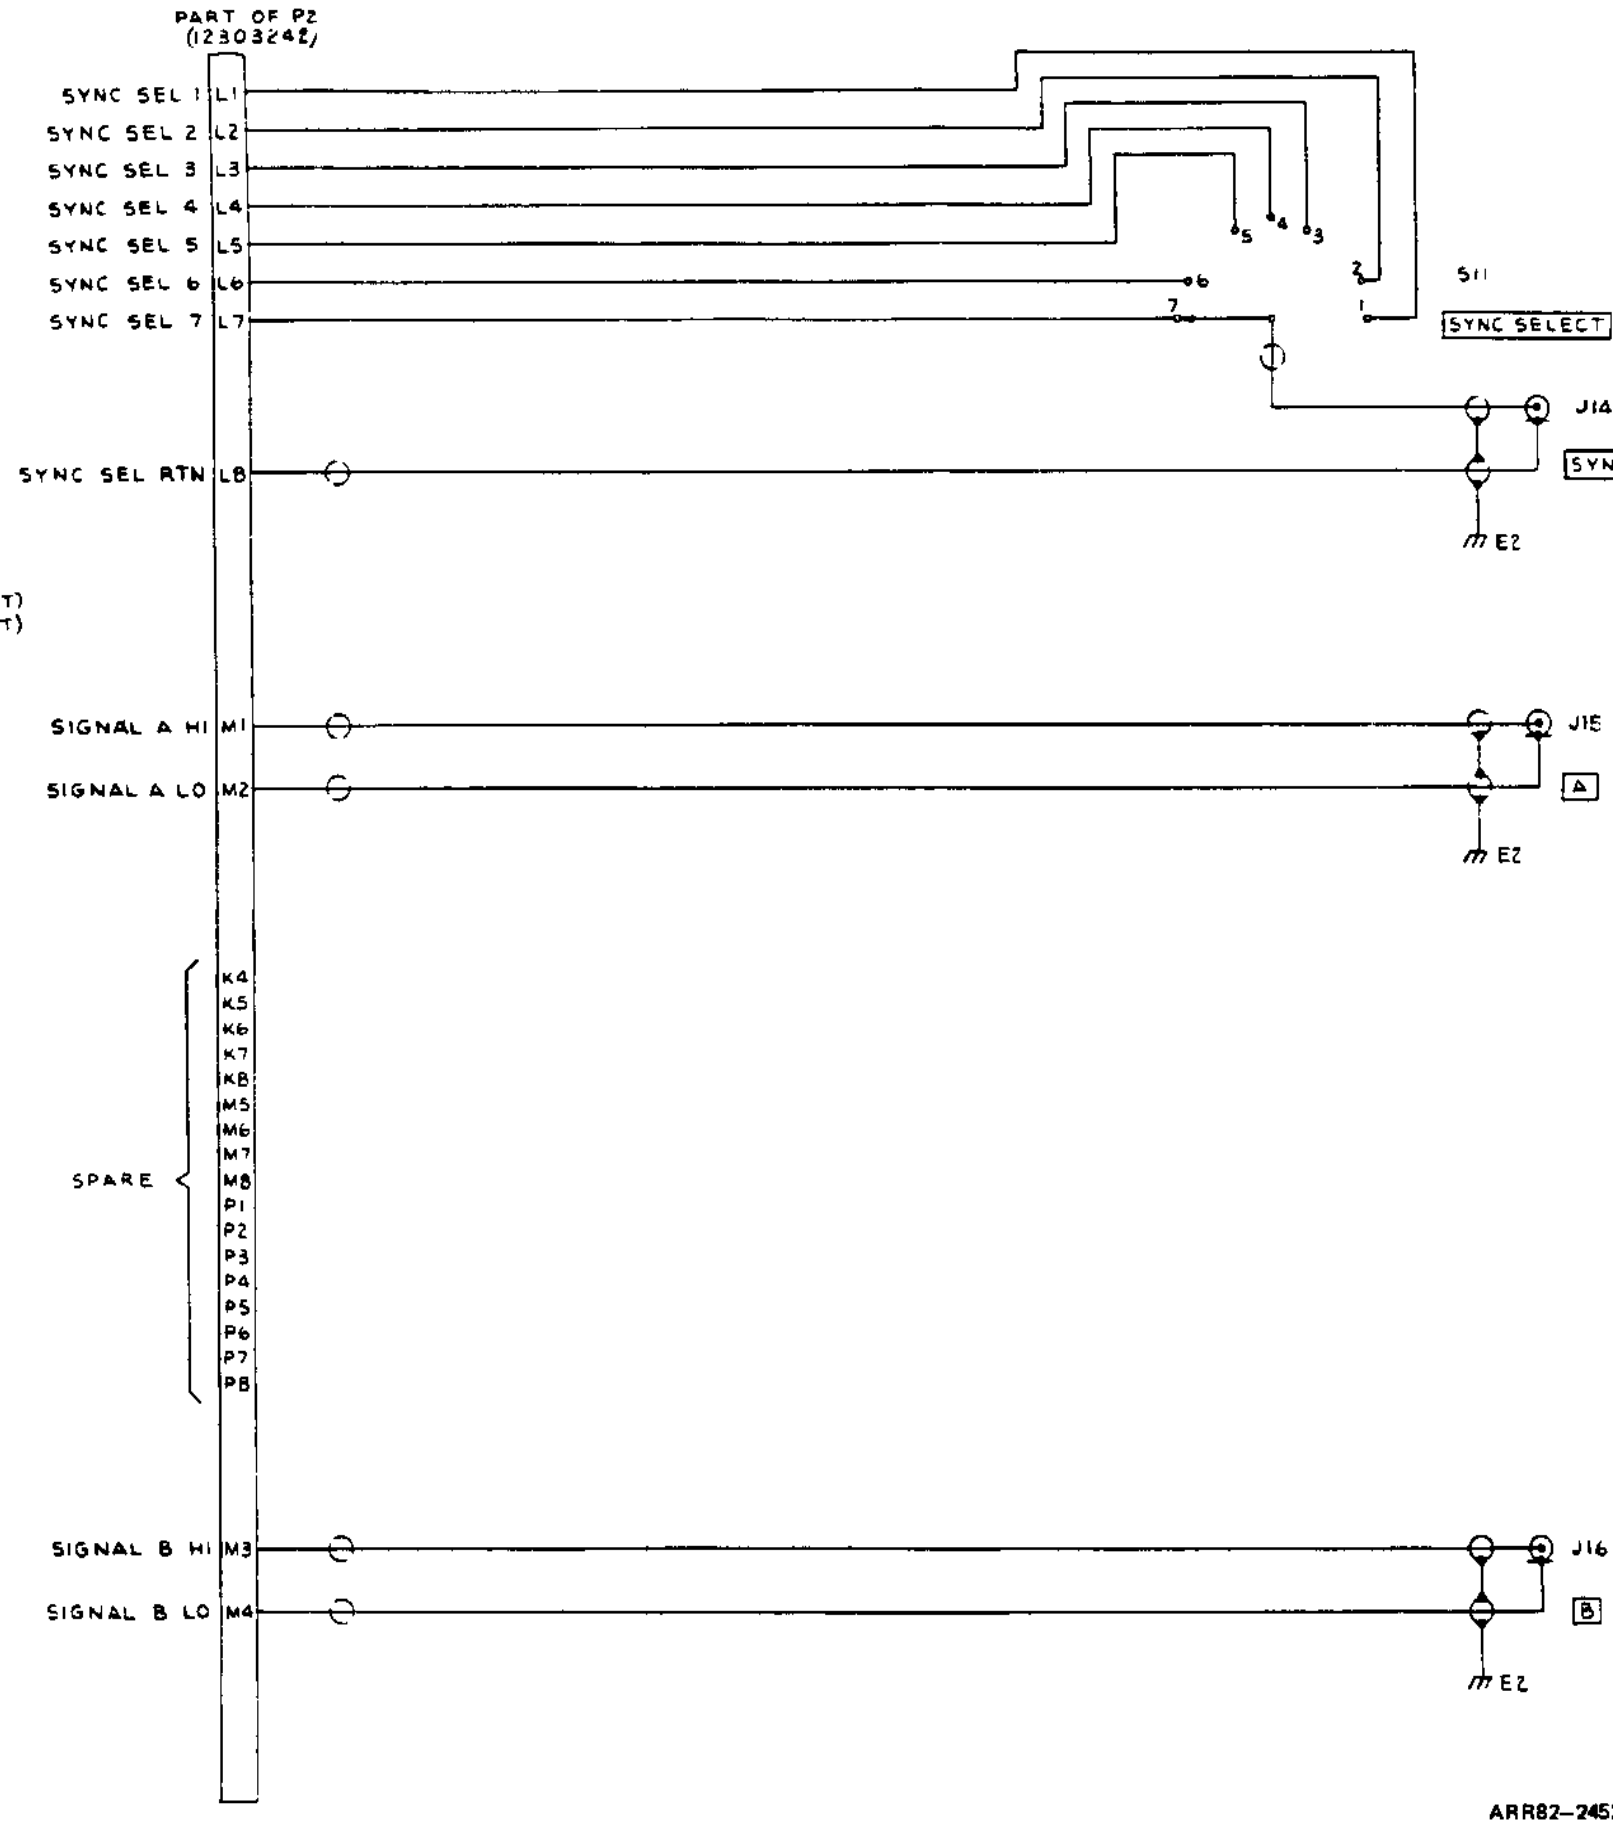 PART OF P2
(12303242)
SYNC SEL 1 L1
SYNC SEL 2 L2
SYNC SEL 3 L3
SYNC SEL 4 L4
SYNC SEL 5 L5
SYNC SEL 6 L6
SYNC SEL 7 L7
5
4
3
6
2
7
1
S11
SYNC SELECT
J14
SYNC SEL RTN L8
SYN
E2
T)
T)
SIGNAL A HI M1
J15
SIGNAL A LO M2
A
E2
K4
K5
K6
K7
K8
M5
M6
M7
SPARE M8
P1
P2
P3
P4
P5
P6
P7
P8
SIGNAL B HI M3
J16
SIGNAL B LO M4
B
E2
ARR82-245